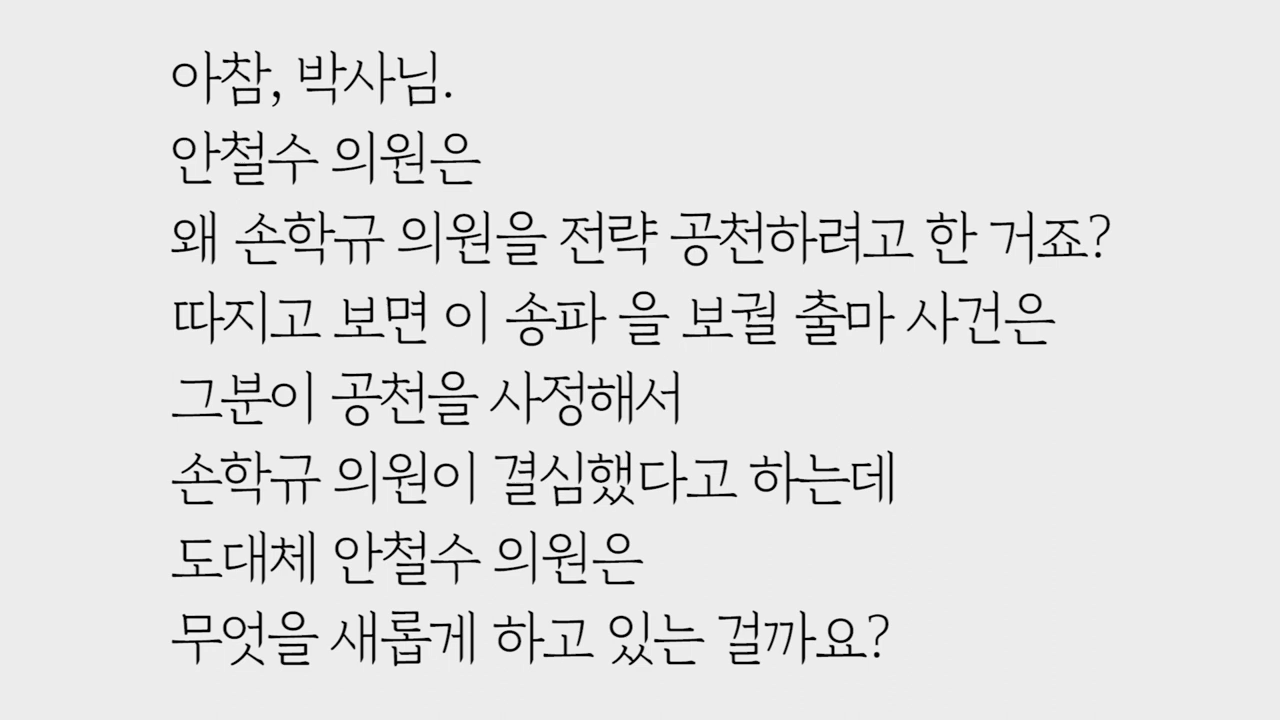 아참, 박사님.
안철수 의원은
왜 손학규 의원을 전략 공천하려고 한 거죠?
따지고 보면 이 송파 을 보궐 출마 사건은
그분이 공천을 사정해서
손학규 의원이 결심했다고 하는데
도대체 안철수 의원은
무엇을 새롭게 하고 있는 걸까요?